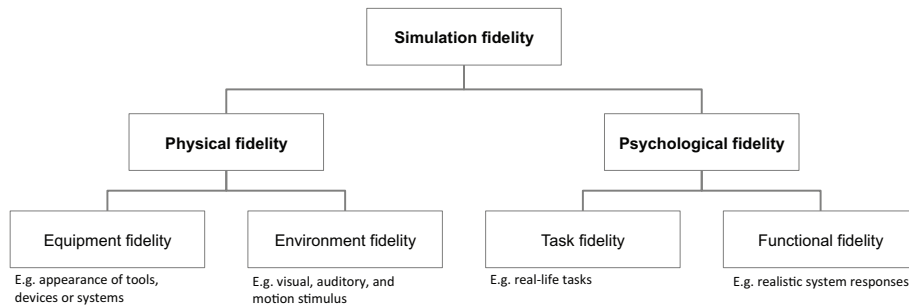 Simulation fidelity
Physical fidelity
Psychological fidelity
Equipment fidelity
Environment fidelity
Task fidelity
Functional fidelity
E.g. appearance of tools,
devices or systems
E.g. visual, auditory, and
motion stimulus
E.g. real-life tasks
E.g. realistic system responses